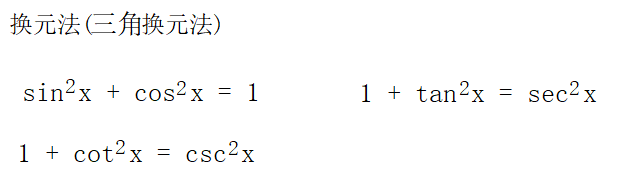 换元法(三角换元法)
sin²x + cos²x = 1    1 + tan²x = sec²x
1 + cot²x = csc²x